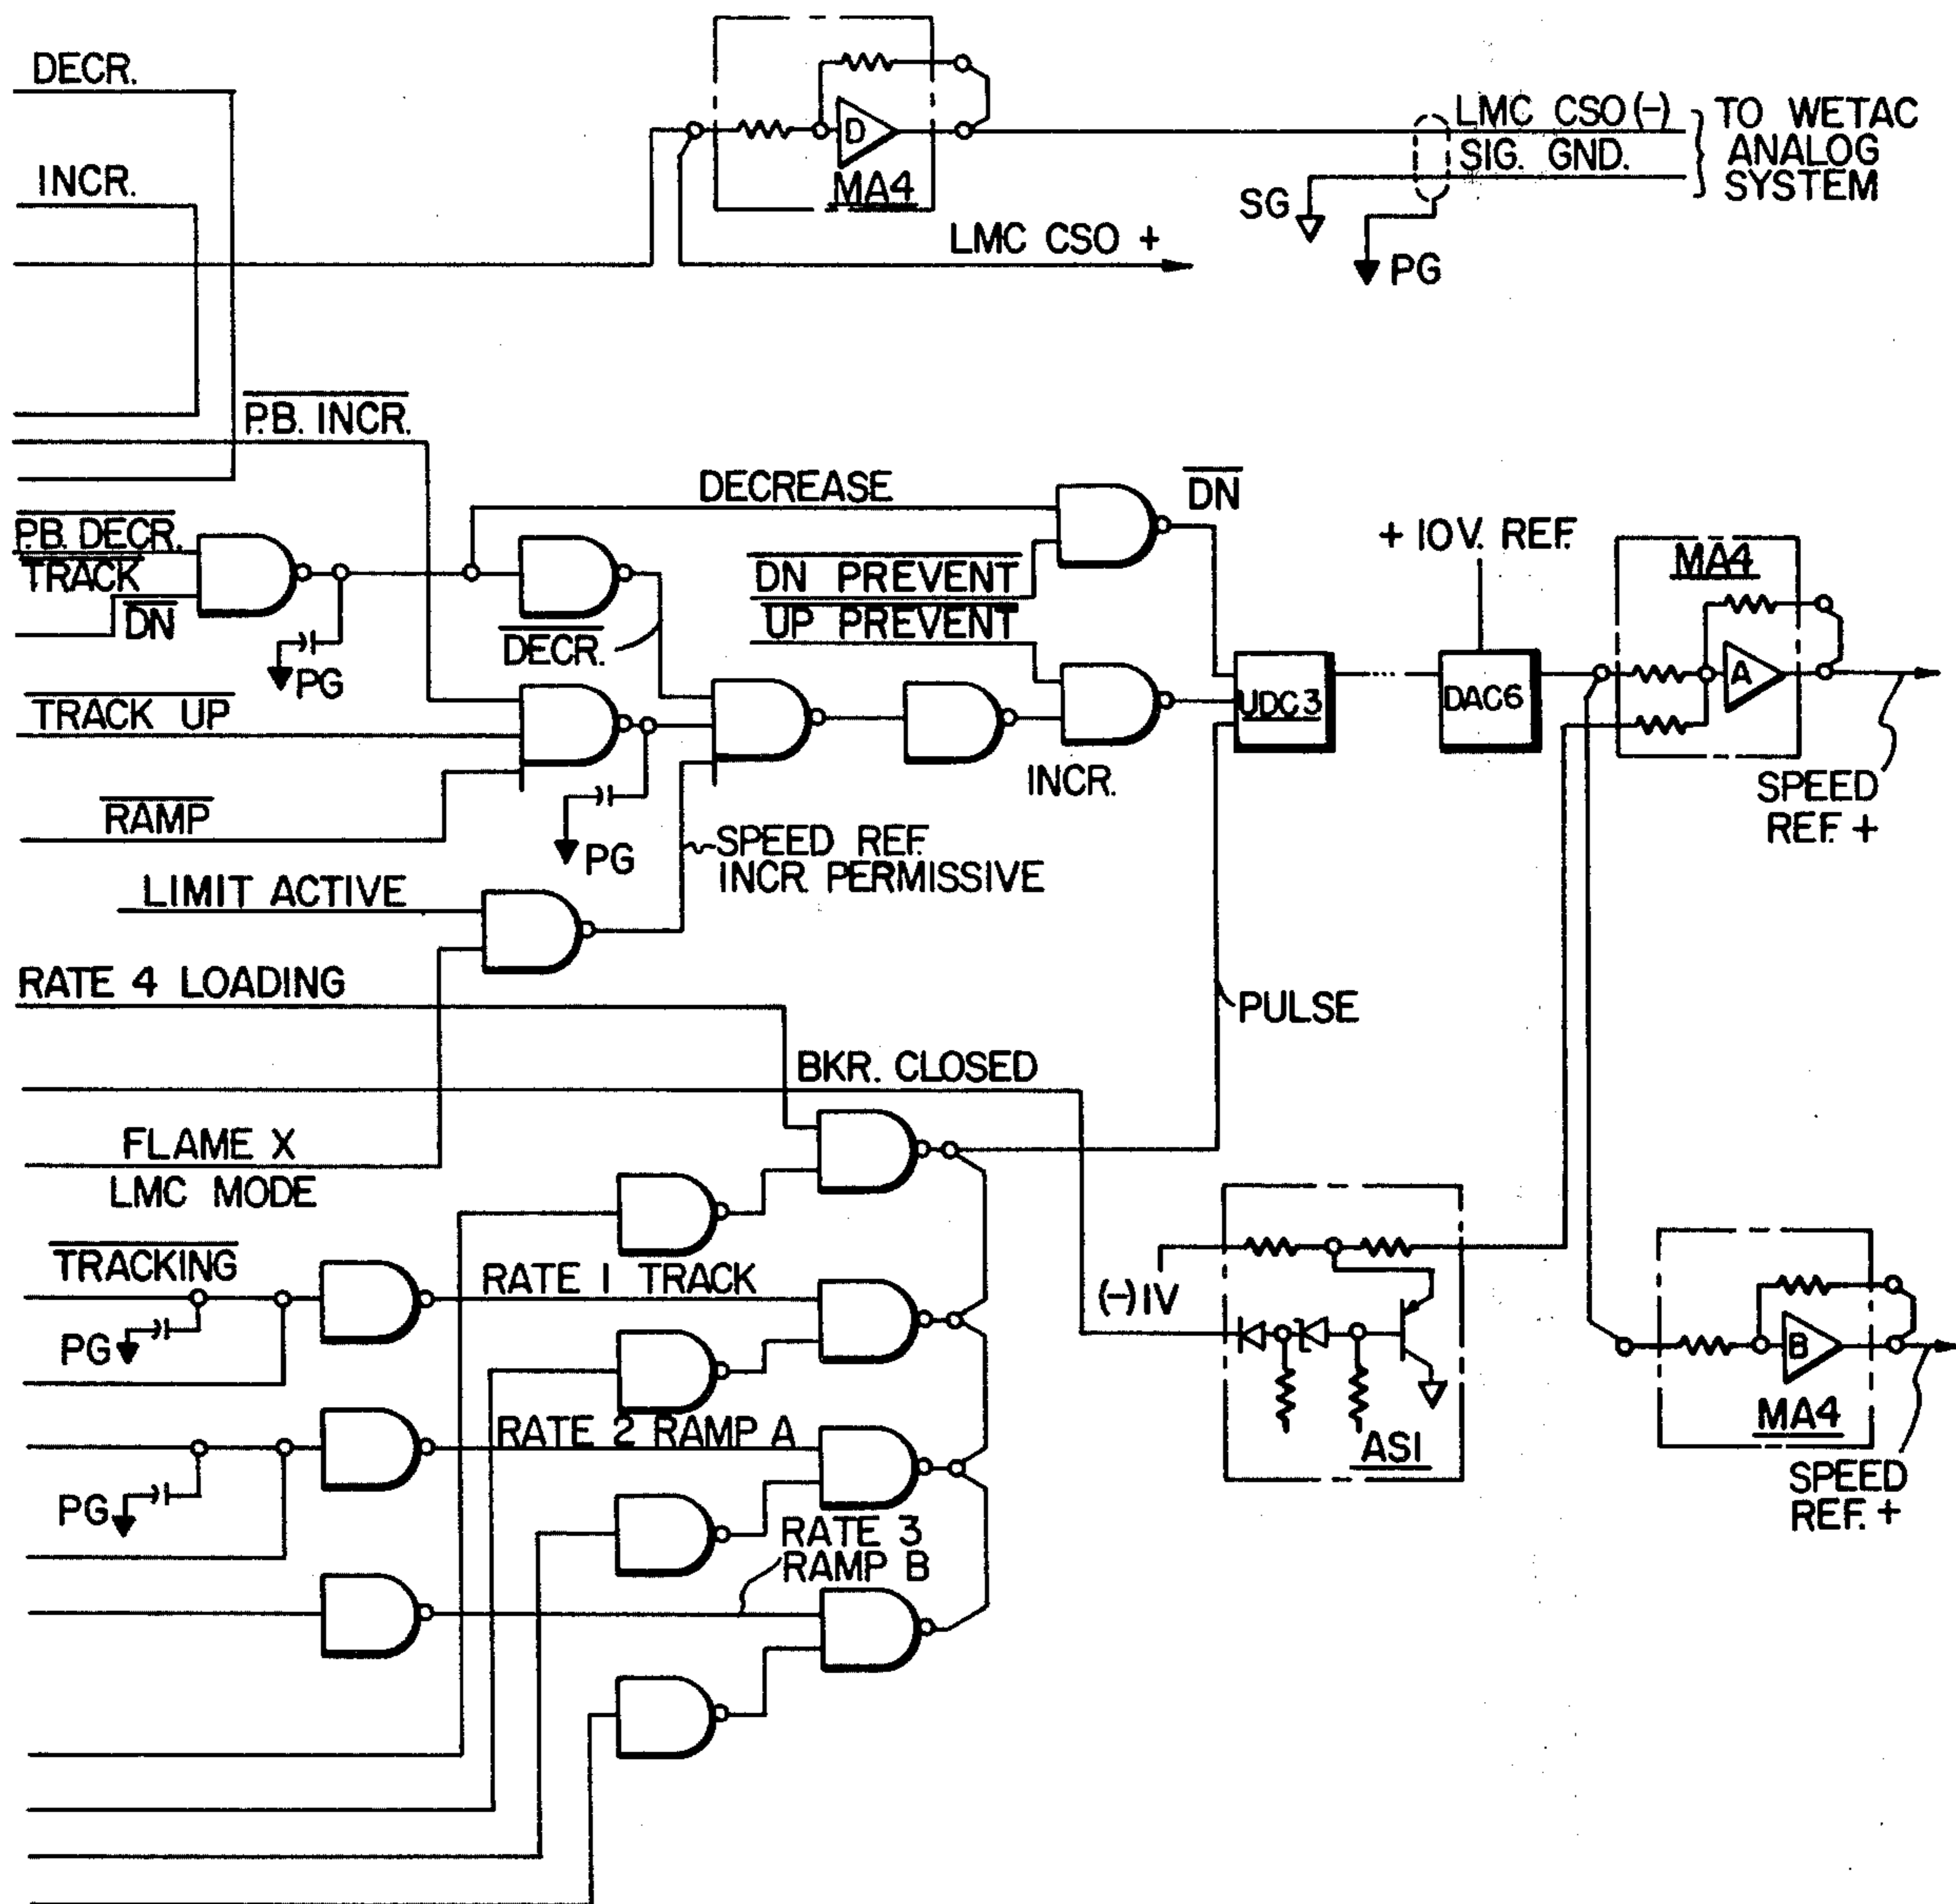 DECR.
INCR.
D
MA4
LMC CSO (-)
SIG. GND.
TO WETAC
ANALOG
SYSTEM
SG
PG
LMC CSO +
P.B. INCR.
P.B. DECR.
TRACK
DN
PG
DECREASE
DN
DN PREVENT
UP PREVENT
DECR.
TRACK UP
RAMP
PG
INCR.
UDC3
+ 10V. REF.
DAC6
MA4
A
SPEED
REF. +
SPEED REF.
INCR. PERMISSIVE
LIMIT ACTIVE
RATE 4 LOADING
PULSE
BKR. CLOSED
FLAME X
LMC MODE
TRACKING
PG
RATE 1 TRACK
(-) 1V
RATE 2 RAMP A
PG
AS1
B
MA4
SPEED
REF. +
RATE 3
RAMP B